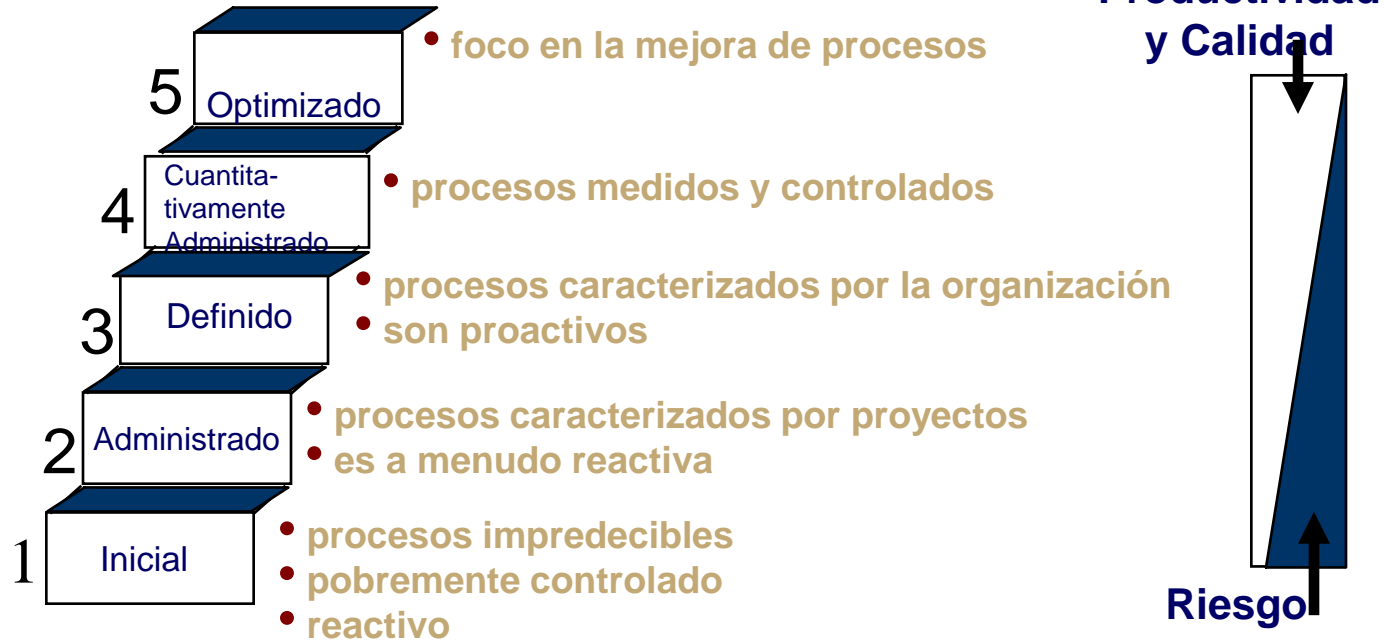 Productividad
y Calidad
5
Optimizado
• foco en la mejora de procesos
4
Cuantita-
tivamente
Administrado
• procesos medidos y controlados
3
Definido
• procesos caracterizados por la organización
• son proactivos
2
Administrado
• procesos caracterizados por proyectos
• es a menudo reactiva
1
Inicial
• procesos impredecibles
• pobremente controlado
• reactivo
Riesgo